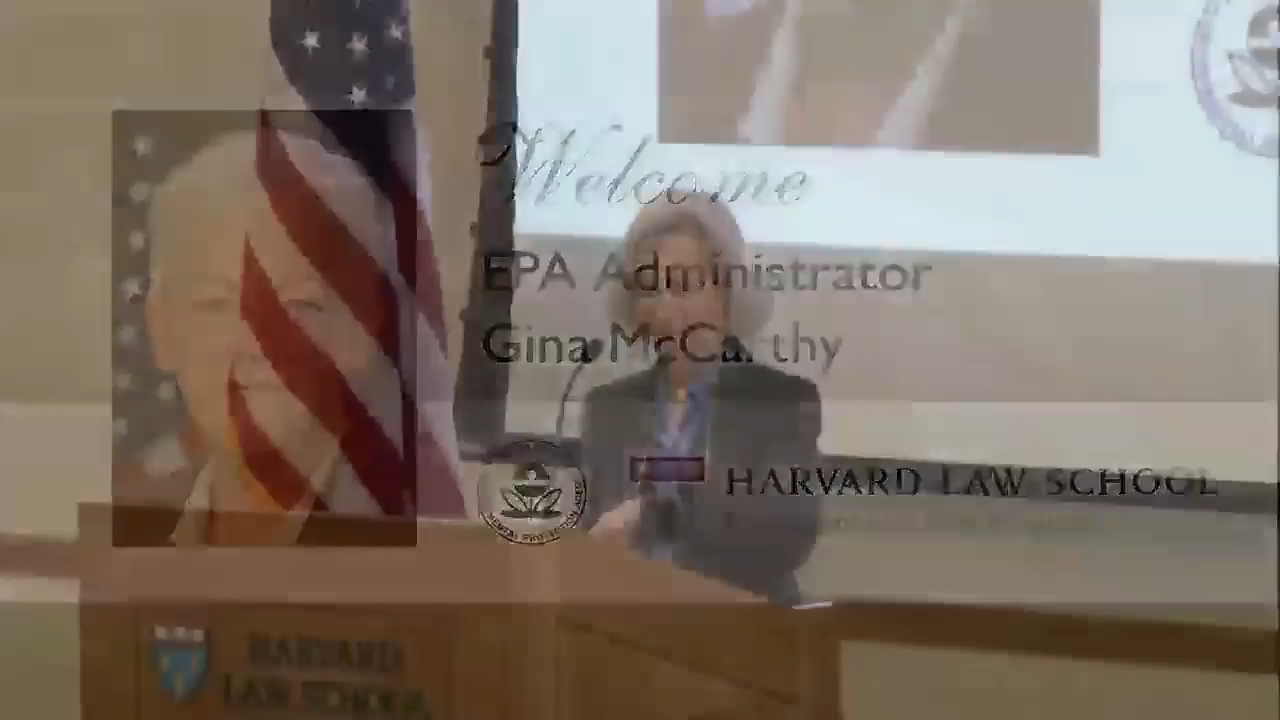 Welcome
EPA Administrator
Gina McCarthy
HARVARD LAW SCHOOL
HARVARD
LAW SCHOOL